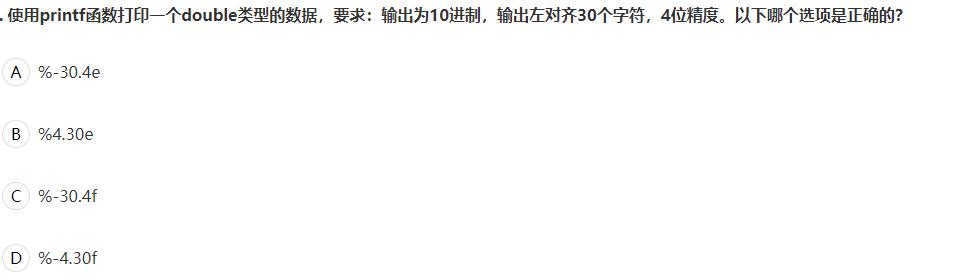 . 使用printf函数打印一个double类型的数据，要求：输出为10进制，输出左对齐30个字符，4位精度。以下哪个选项是正确的?
A %-30.4e
B %4.30e
C %-30.4f
D %-4.30f